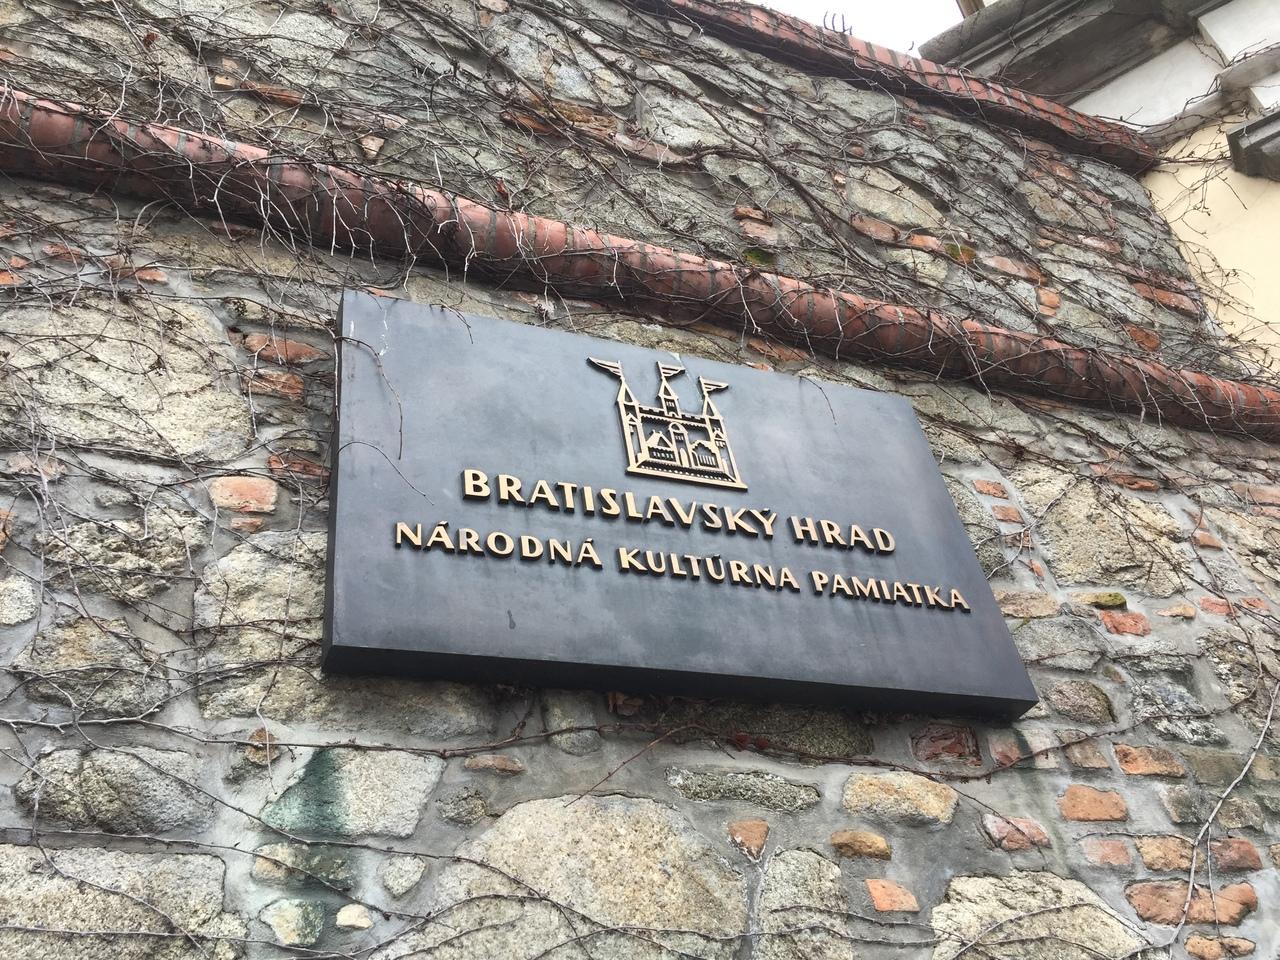 BRATISLAVSKÝ HRAD
NÁRODNÁ KULTÚRNA PAMIATKA